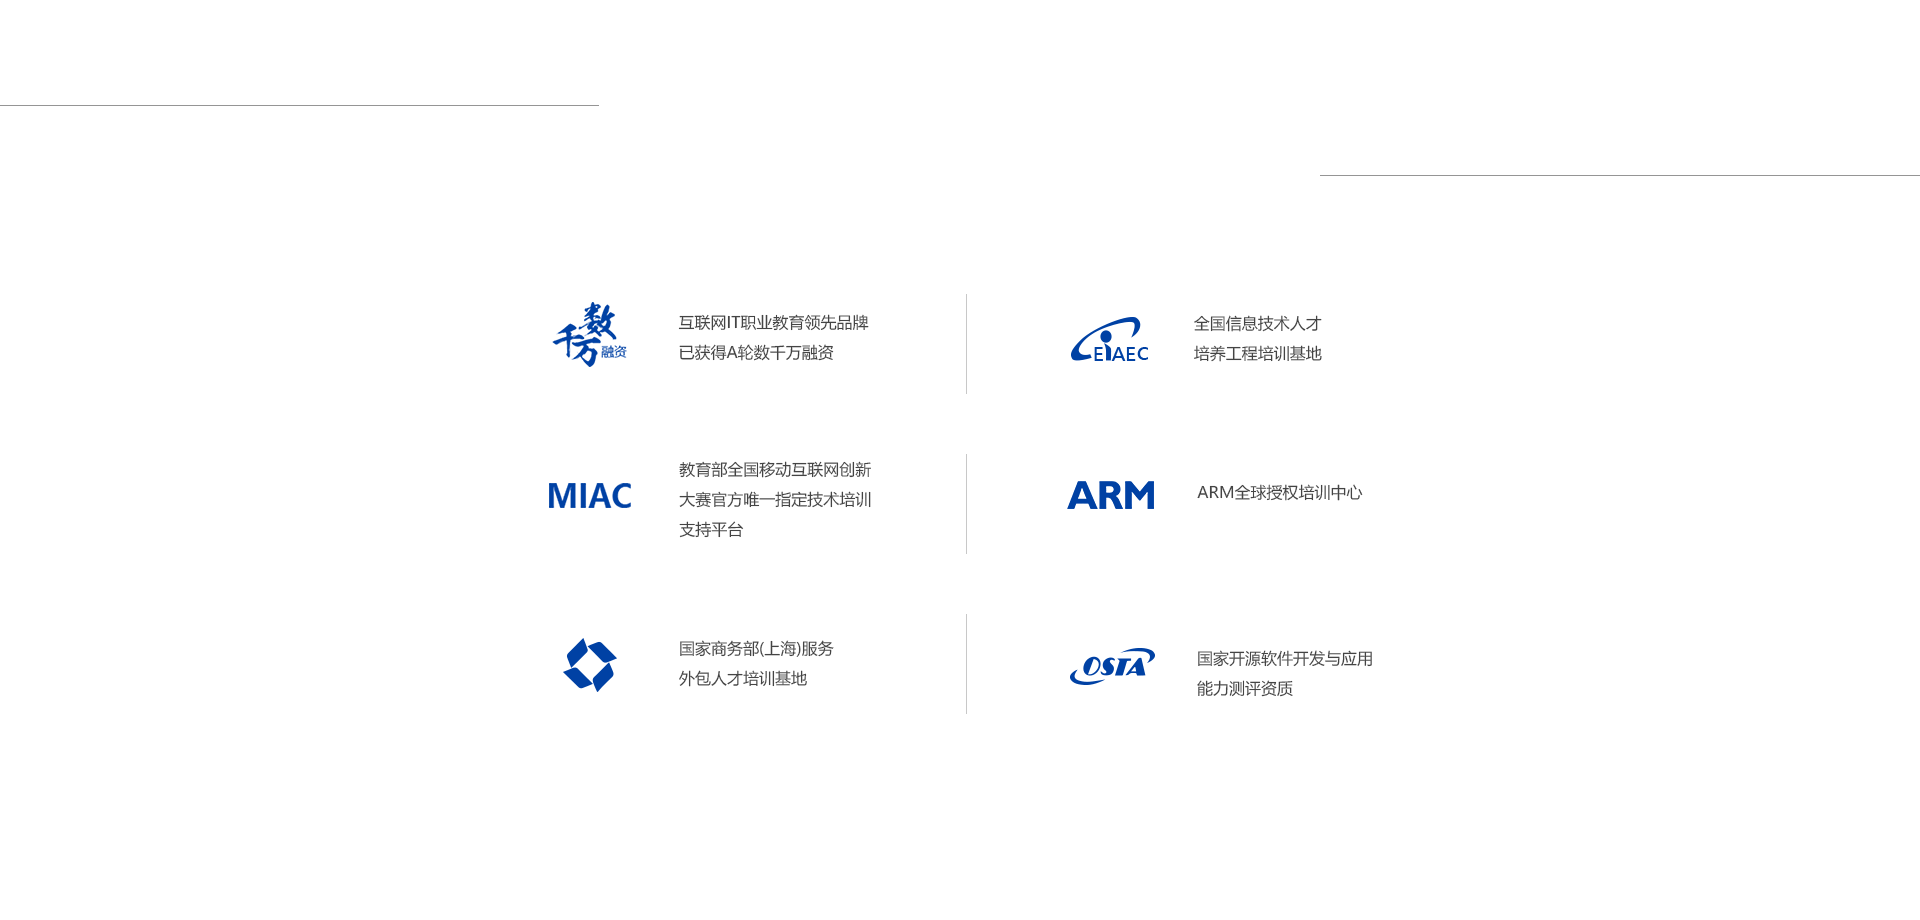 数千万融资
互联网IT职业教育领先品牌
已获得A轮数千万融资
EIAEC
全国信息技术人才
培养工程培训基地
MIAC
教育部全国移动互联网创新
大赛官方唯一指定技术培训
支持平台
ARM
ARM全球授权培训中心
国家商务部(上海)服务
外包人才培训基地
OSTA
国家开源软件开发与应用
能力测评资质